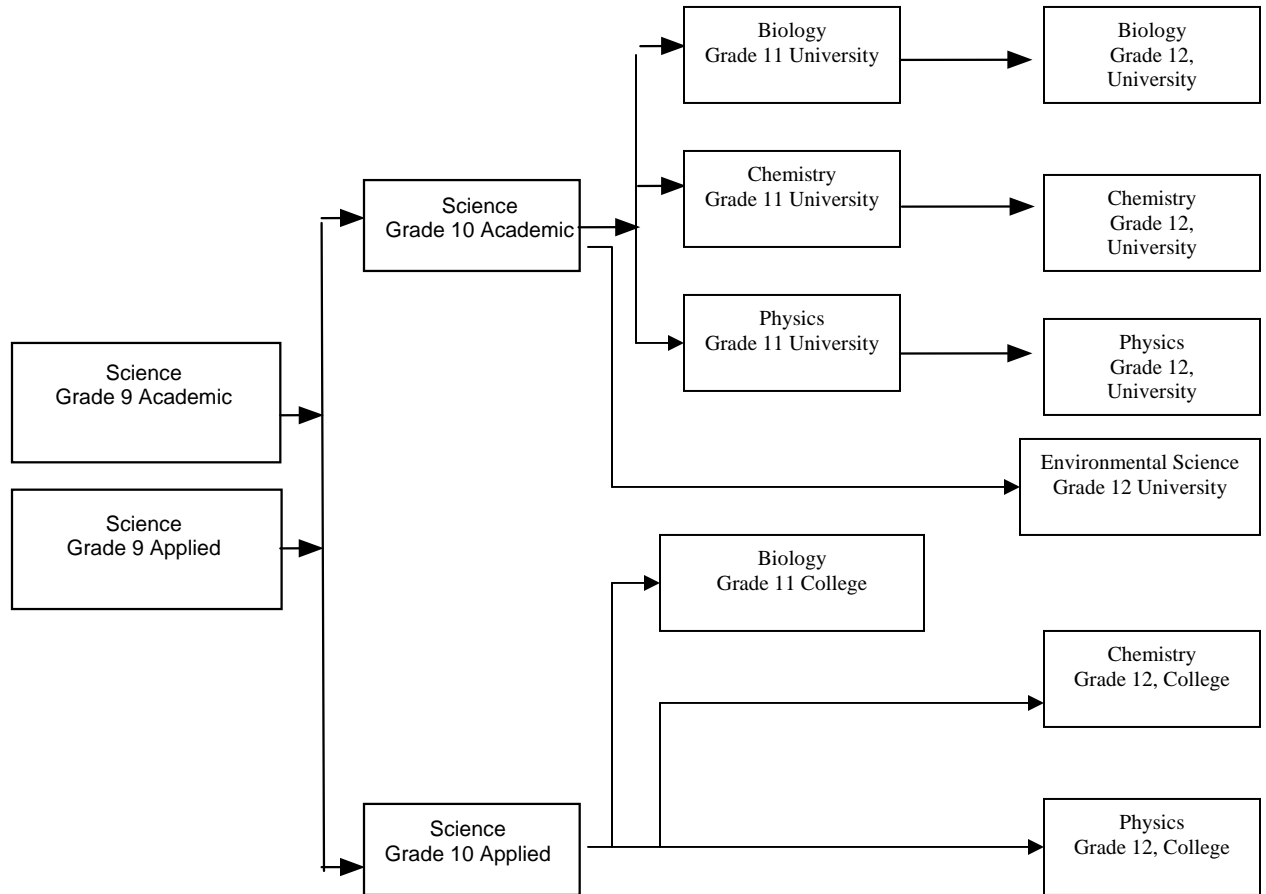 Biology
Grade 11 University
Biology
Grade 12,
University
Chemistry
Grade 11 University
Chemistry
Grade 12,
University
Science
Grade 10 Academic
Physics
Grade 11 University
Physics
Grade 12,
University
Science
Grade 9 Academic
Environmental Science
Grade 12 University
Science
Grade 9 Applied
Biology
Grade 11 College
Chemistry
Grade 12, College
Science
Grade 10 Applied
Physics
Grade 12, College